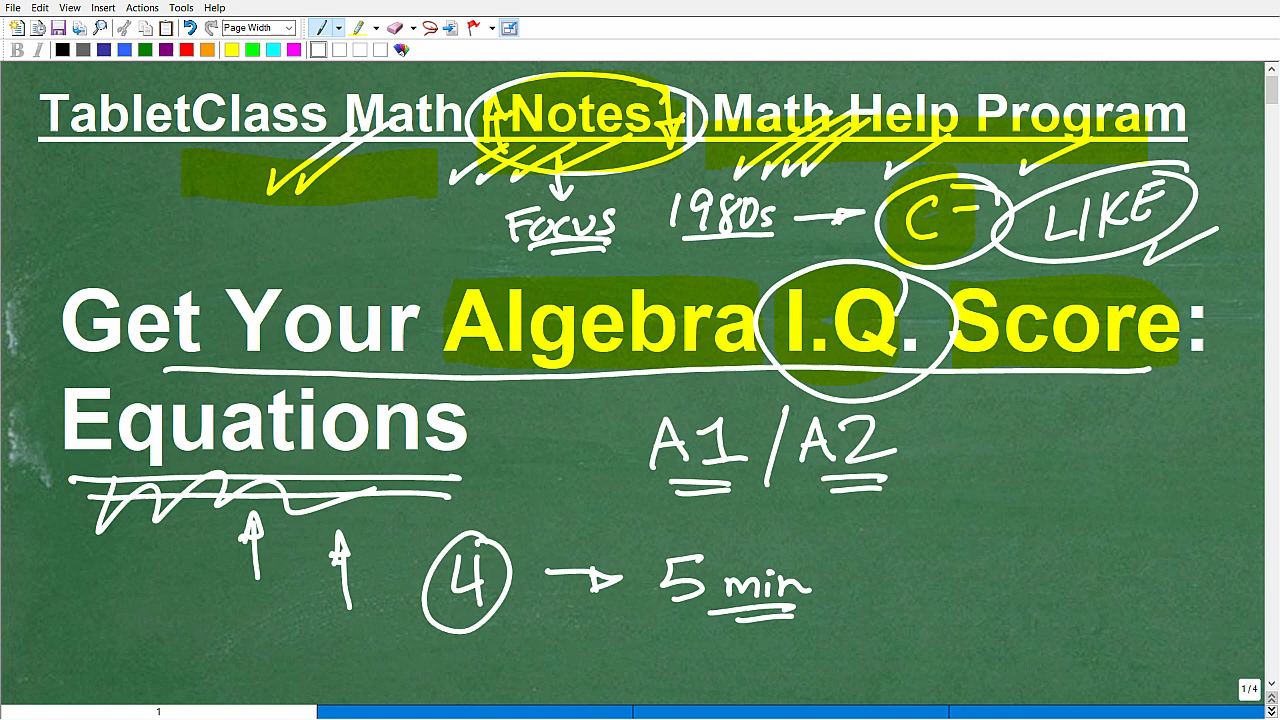 File Edit View Insert Actions Tools Help
Page Width
B I
TabletClass Math | Notes | Math Help Program
Focus 1980s → C- LIKE
Get Your Algebra I.Q. Score:
Equations
A1 / A2
4 → 5 min
1/4
1